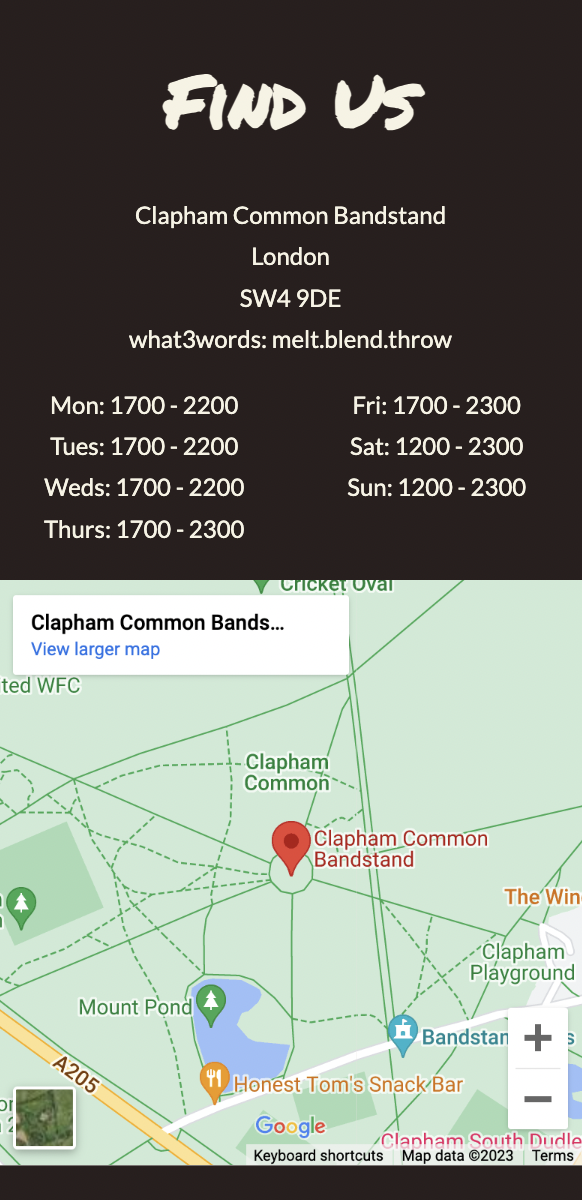 Find Us
Clapham Common Bandstand
London
SW4 9DE
what3words: melt.blend.throw
Mon: 1700 - 2200
Tues: 1700 - 2200
Weds: 1700 - 2200
Thurs: 1700 - 2300
Fri: 1700 - 2300
Sat: 1200 - 2300
Sun: 1200 - 2300
Cricket Oval
Clapham Common Bands...
View larger map
ted WFC
Clapham
Common
Clapham Common
Bandstand
The Win
Clapham
Playground
Mount Pond
Bandstan
s
A205
Honest Tom's Snack Bar
Google
Clapham South Dudle
Keyboard shortcuts
Map data ©2023
Terms